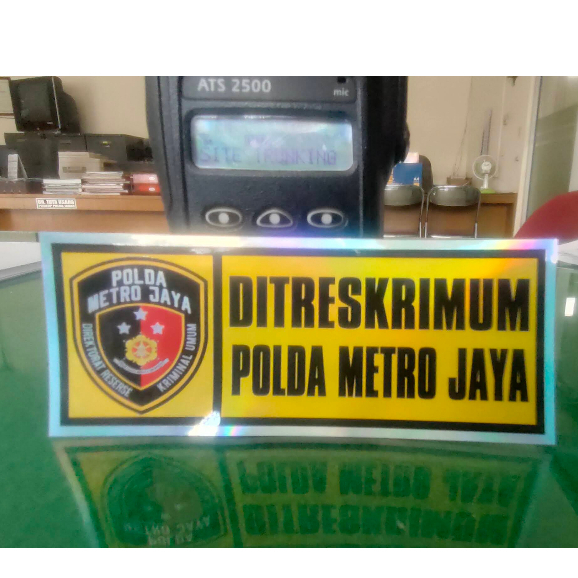 ATS 2500
mic
SITE TRUNKING
POLDA
METRO JAYA
DIREKTORAT RESERSE
KRIMINAL UMUM
DITRESKRIMUM
POLDA METRO JAYA